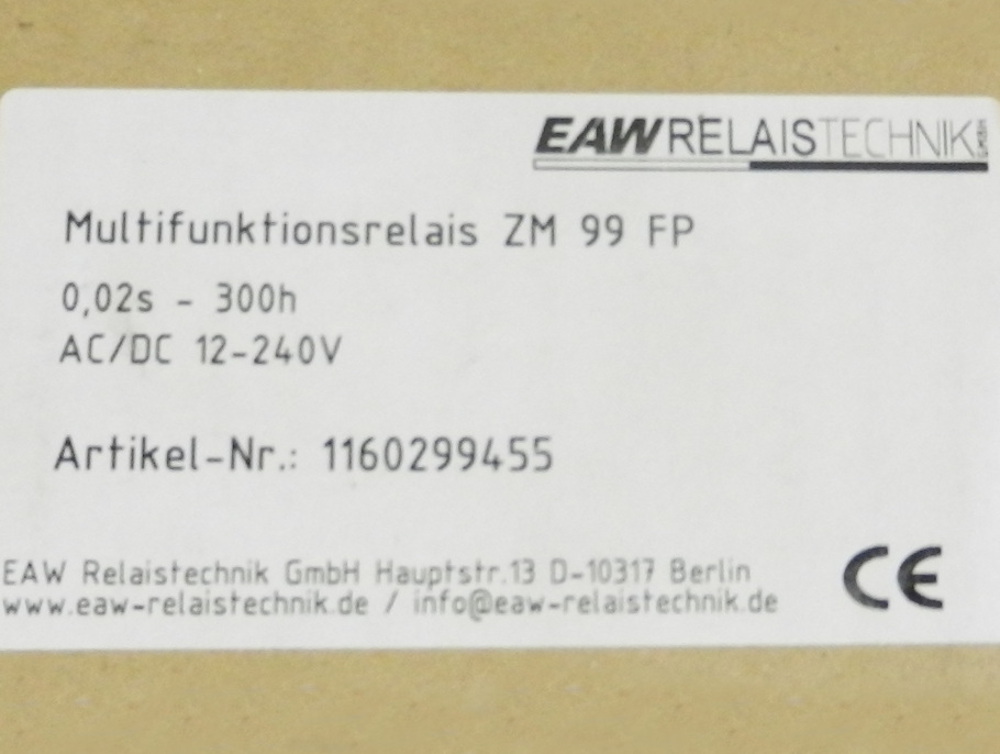 EAW RELAISTECHNIK GmbH
Multifunktionsrelais ZM 99 FP
0,02s - 300h
AC/DC 12-240V
Artikel-Nr.: 1160299455
EAW Relaistechnik GmbH Hauptstr.13 D-10317 Berlin
www.eaw-relaistechnik.de / info@eaw-relaistechnik.de
CE